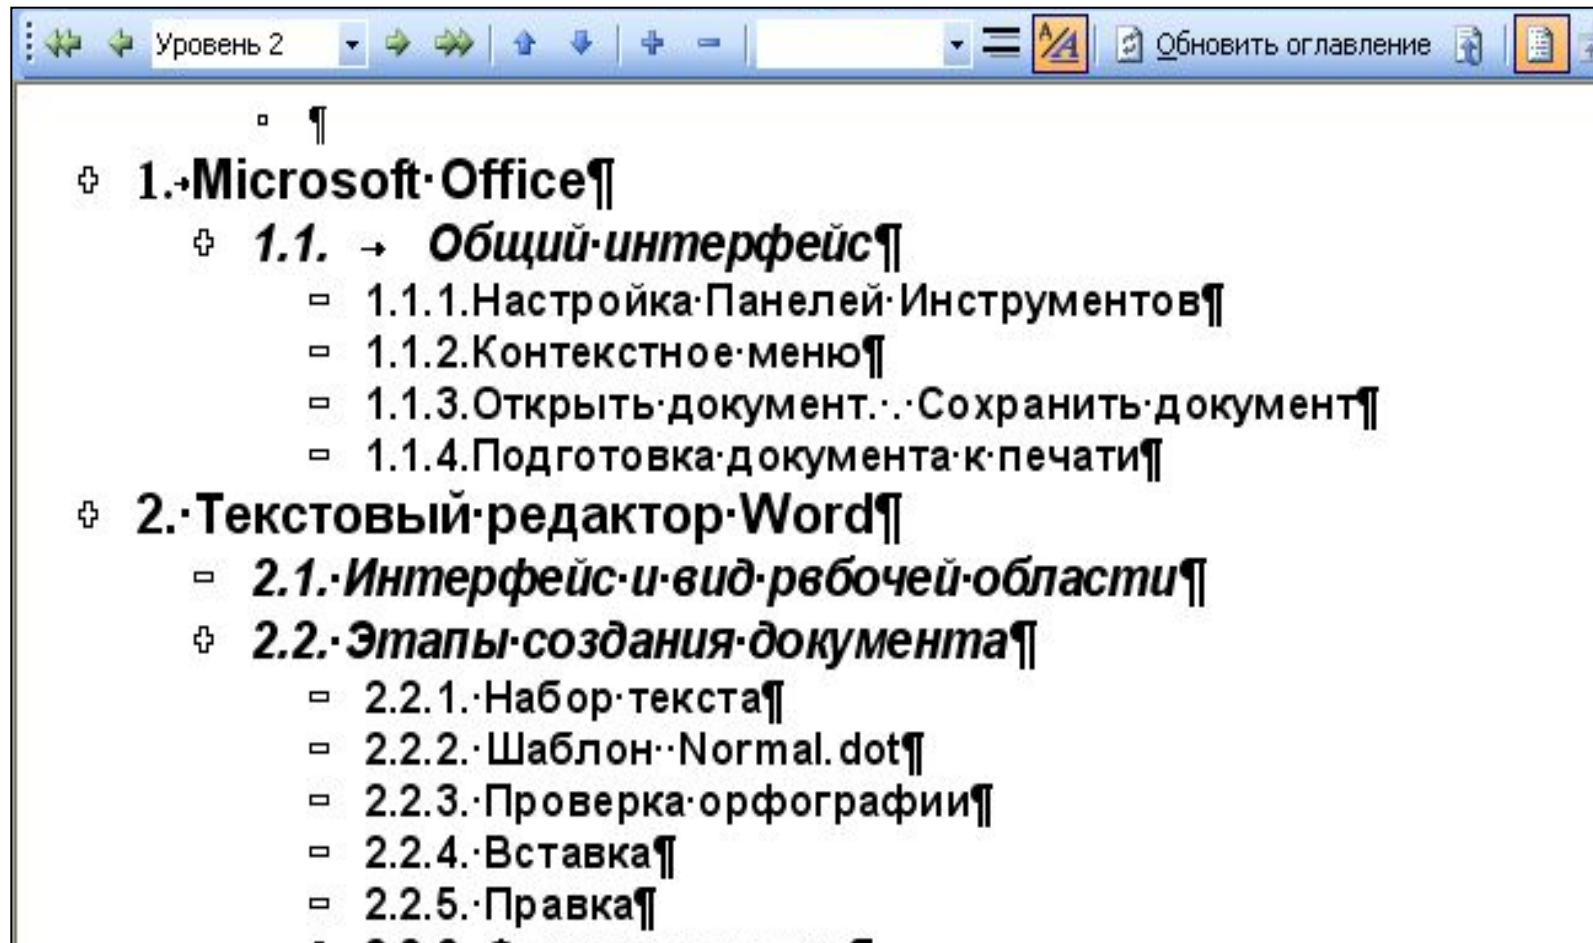 Уровень 2 Обновить оглавление
¶
1.→Microsoft·Office¶
1.1. → Общий·интерфейс¶
1.1.1.Настройка·Панелей·Инструментов¶
1.1.2.Контекстное·меню¶
1.1.3.Открыть·документ.·.·Сохранить·документ¶
1.1.4.Подготовка·документа·к·печати¶
2.·Текстовый·редактор·Word¶
2.1.·Интерфейс·и·вид·рвбочей·области¶
2.2.·Этапы·создания·документа¶
2.2.1.·Набор·текста¶
2.2.2.·Шаблон··Normal.dot¶
2.2.3.·Проверка·орфографии¶
2.2.4.·Вставка¶
2.2.5.·Правка¶